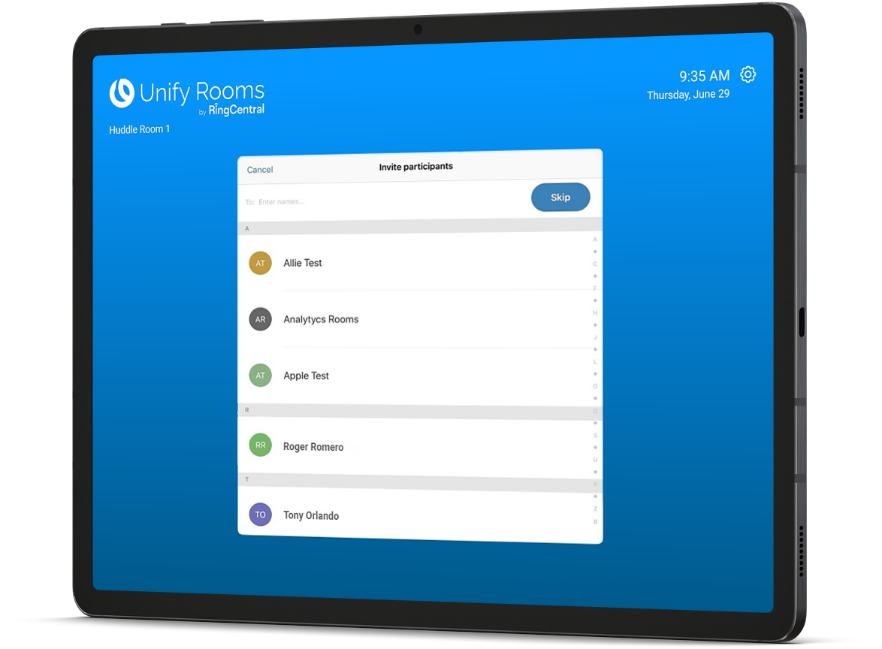 Unify Rooms
by RingCentral
Huddle Room 1
9:35 AM
Thursday, June 29
Cancel
Invite participants
To: Enter names...
Skip
A
AT
Allie Test
AR
Analytycs Rooms
AT
Apple Test
R
RR
Roger Romero
T
TO
Tony Orlando
A
C
F
H
J
L
S
U
Z